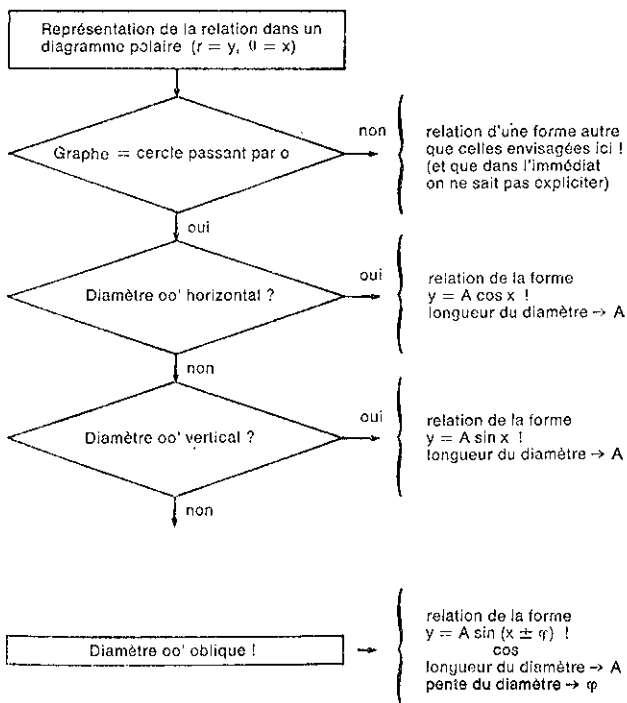 Représentation de la relation dans un
diagramme polaire (r = y, θ = x)
Graphe = cercle passant par o
non
relation d'une forme autre
que celles envisagées ici !
(et que dans l'immédiat
on ne sait pas expliciter)
oui
Diamètre oo' horizontal ?
oui
relation de la forme
y = A cos x !
longueur du diamètre → A
non
Diamètre oo' vertical ?
oui
relation de la forme
y = A sin x !
longueur du diamètre → A
non
Diamètre oo' oblique !
relation de la forme
y = A sin (x ± φ) !
cos
longueur du diamètre → A
pente du diamètre → φ